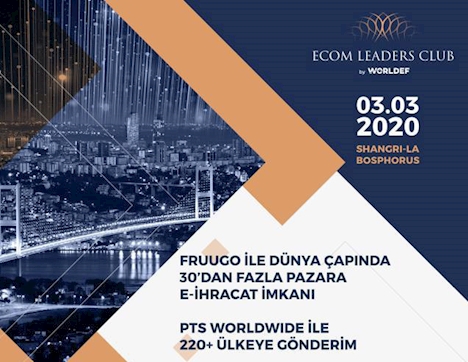 ECOM LEADERS CLUB
by WORLDEF
03.03
2020
SHANGRI-LA
BOSPHORUS
FRUUGO İLE DÜNYA ÇAPINDA
30'DAN FAZLA PAZARA
E-İHRACAT İMKANI
PTS WORLDWIDE İLE
220+ ÜLKEYE GÖNDERİM